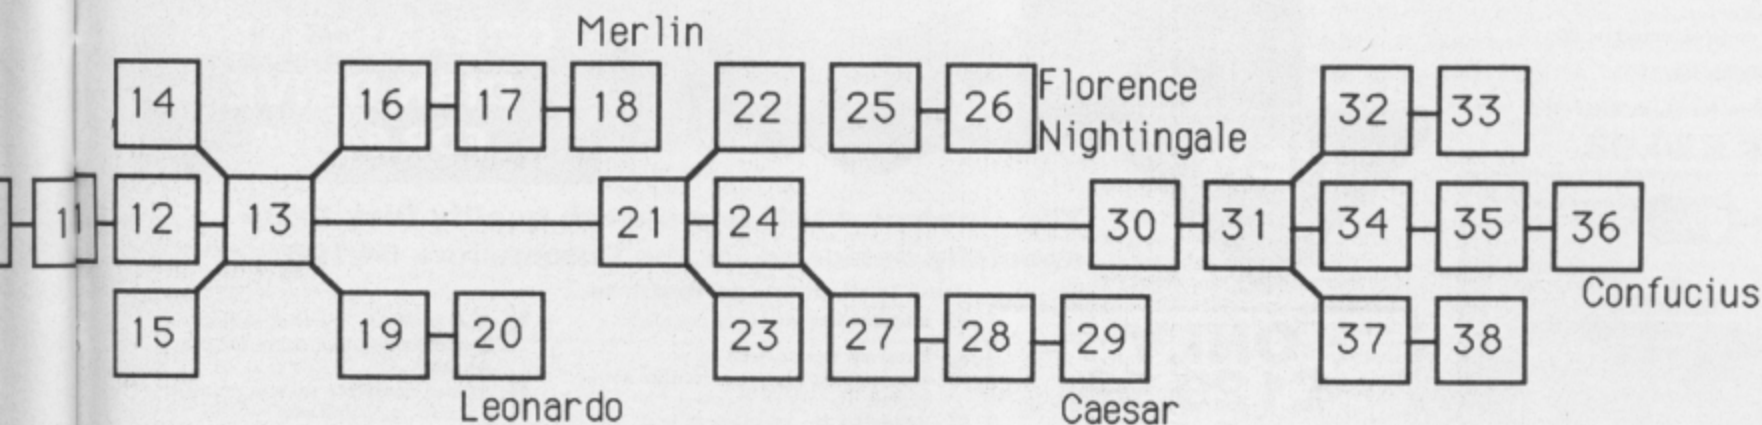 Merlin
14 16 17 18 22 25 26 Florence
Nightingale
32 33
11 12 13 21 24 30 31 34 35 36
Confucius
15 19 20 23 27 28 29 37 38
Leonardo Caesar